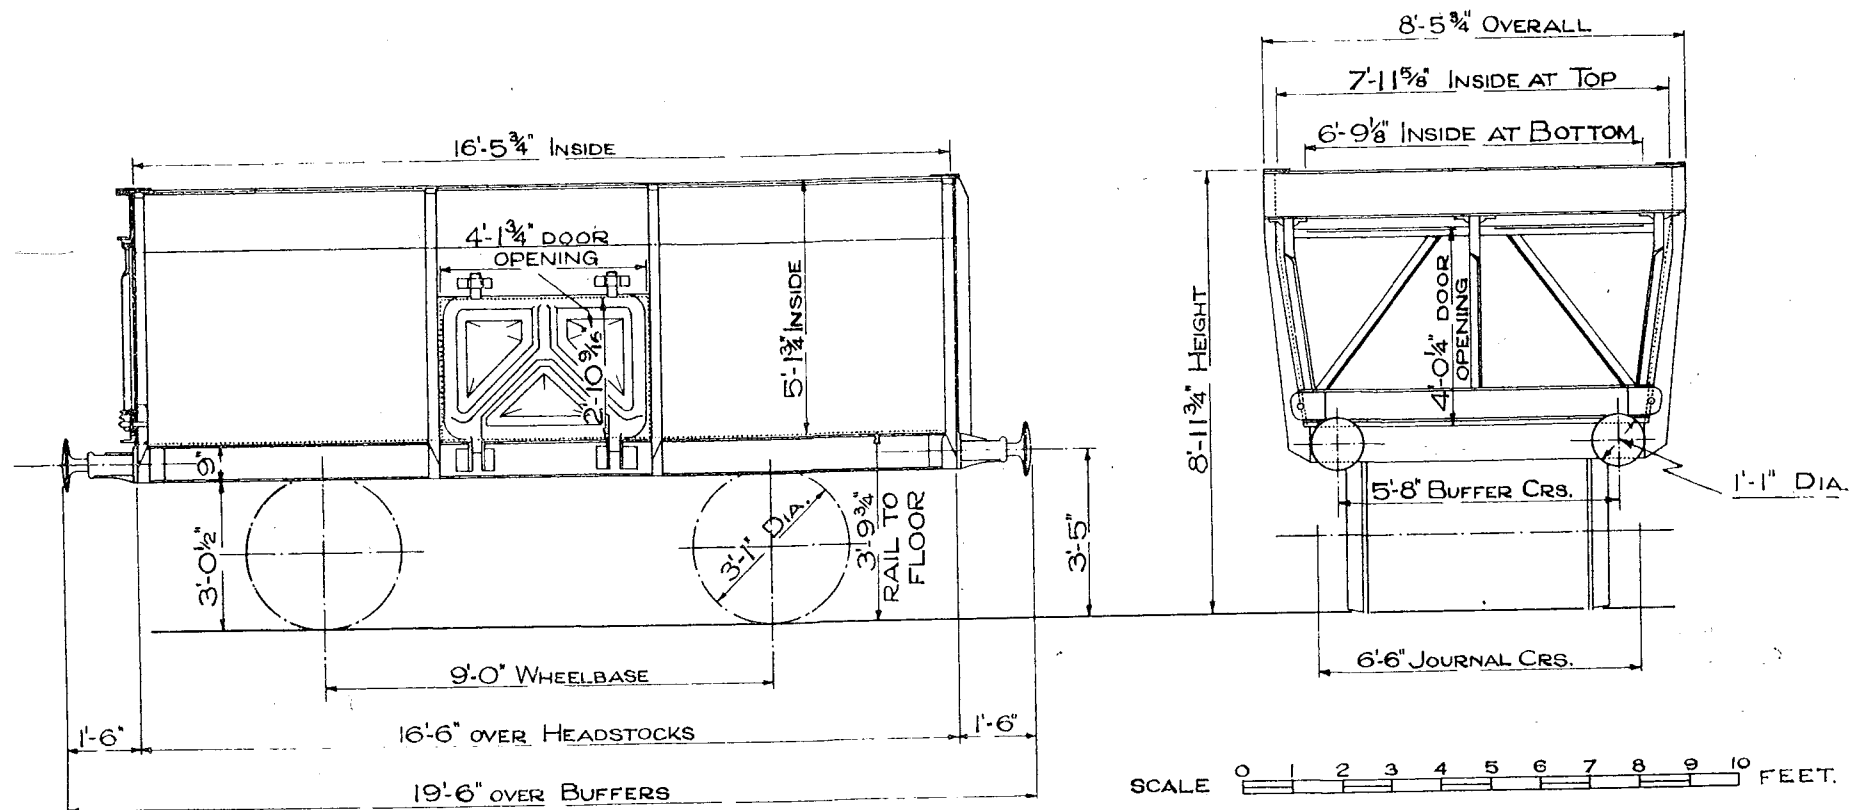 8'-5¾" OVERALL
7'-11⅝" INSIDE AT TOP
6'-9⅛" INSIDE AT BOTTOM
16'-5¾" INSIDE
4'-1¾" DOOR
OPENING
2'-10 9/16"
5'-1¾" INSIDE
8'-11¾" HEIGHT
4'-0¼" DOOR
OPENING
9"
3'-0½"
3'-1" DIA.
3'-9¾"
RAIL TO
FLOOR
3'-5"
5'-8" BUFFER CRS.
1'-1" DIA.
9'-0" WHEELBASE
6'-6" JOURNAL CRS.
1'-6"
16'-6" OVER HEADSTOCKS
1'-6"
19'-6" OVER BUFFERS
SCALE 0 1 2 3 4 5 6 7 8 9 10 FEET.